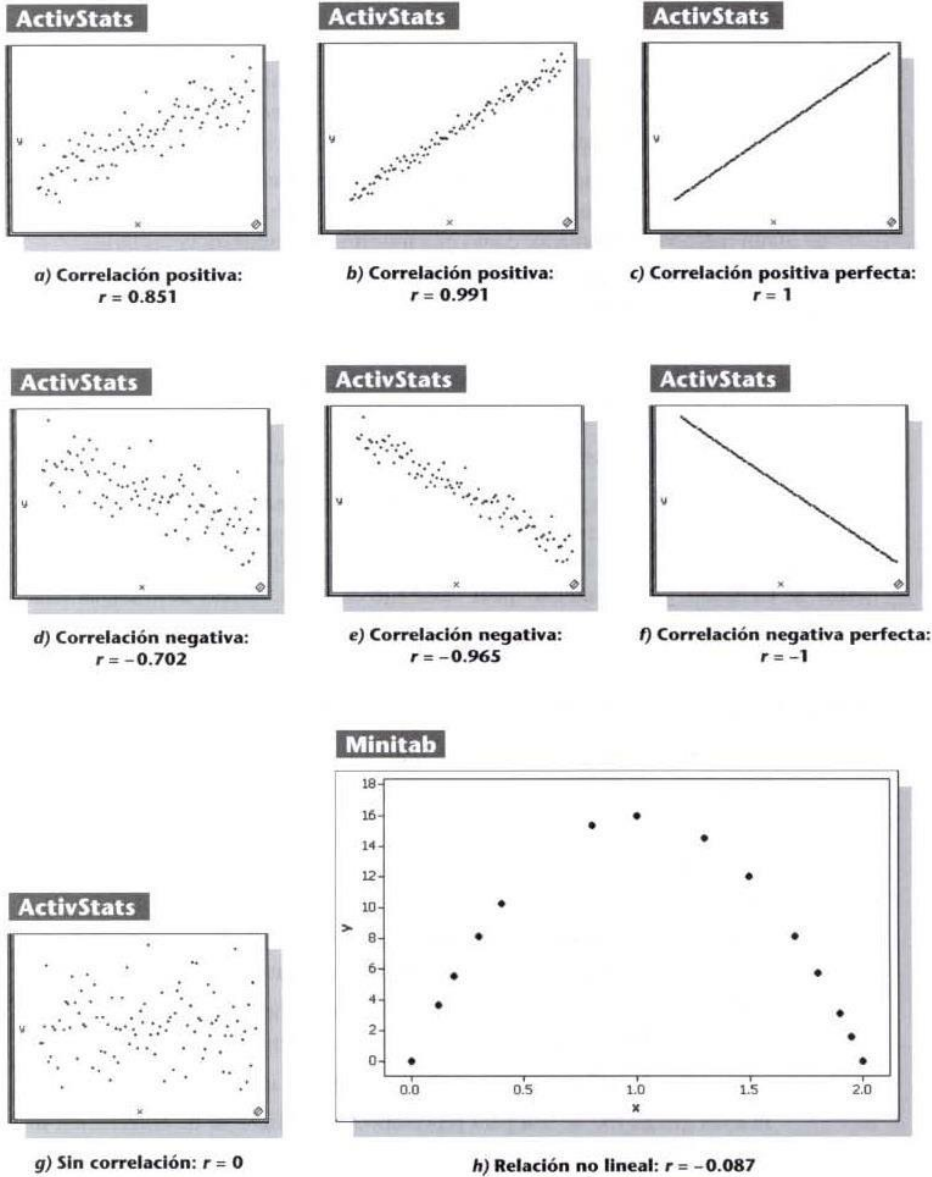 ActivStats
ActivStats
ActivStats
y
x
y
x
y
x
a) Correlación positiva:
r = 0.851
b) Correlación positiva:
r = 0.991
c) Correlación positiva perfecta:
r = 1
ActivStats
ActivStats
ActivStats
y
x
y
x
y
x
d) Correlación negativa:
r = −0.702
e) Correlación negativa:
r = −0.965
f) Correlación negativa perfecta:
r = −1
Minitab
18
16
14
12
10
8
6
4
2
0
y
0.0
0.5
1.0
1.5
2.0
x
ActivStats
y
x
g) Sin correlación: r = 0
h) Relación no lineal: r = −0.087